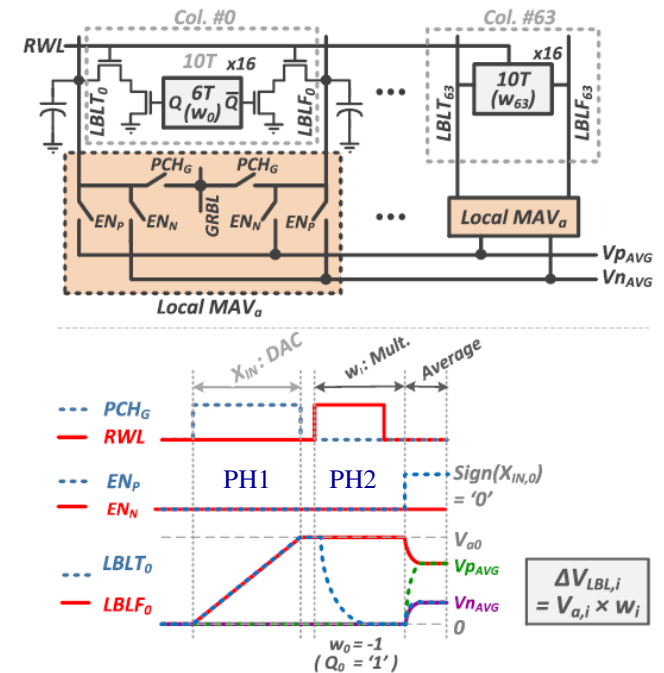 Col. #0
Col. #63
RWL
10T
x16
x16
LBLT0
Q
6T
(w0)
Q̅
LBLF0
LBLT63
10T
(w63)
LBLF63
PCHG
PCHG
ENP
ENN
GRBL
ENN
ENP
Local MAVa
VpAVG
VnAVG
Local MAVa
XIN: DAC
wi: Mult.
Average
PCHG
RWL
ENP
ENN
PH1
PH2
Sign(XIN,0)
= ‘0’
LBLT0
LBLF0
Va0
VpAVG
VnAVG
0
ΔVLBL,i
= Va,i × wi
w0 = -1
( Q0 = ‘1’ )